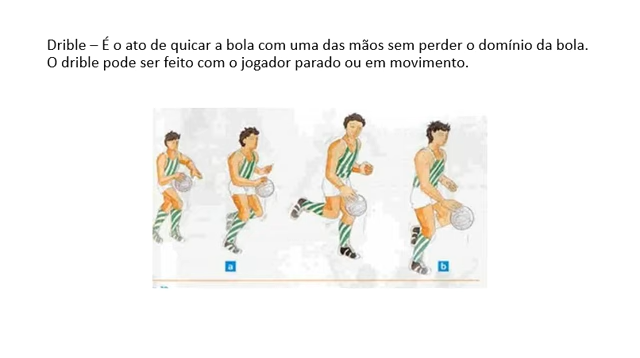 Drible – É o ato de quicar a bola com uma das mãos sem perder o domínio da bola.
O drible pode ser feito com o jogador parado ou em movimento.
a
b